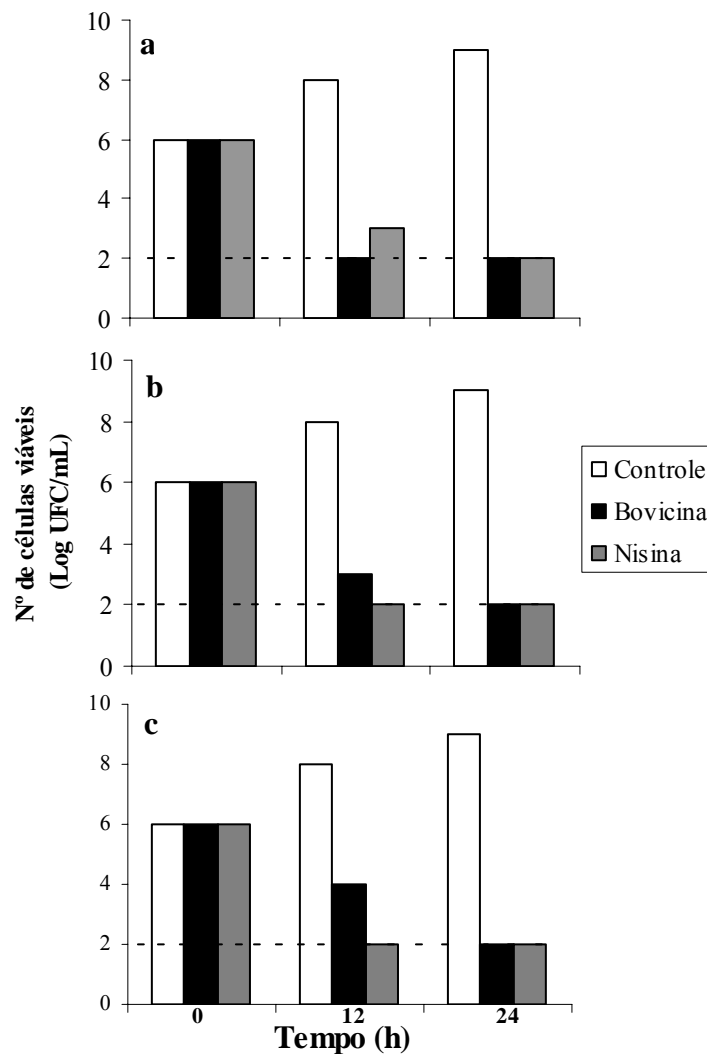 a
10
8
6
4
2
0
b
10
8
6
4
2
0
c
10
8
6
4
2
0
0 12 24
Tempo (h)
Nº de células viáveis
(Log UFC/mL)
Controle
Bovicina
Nisina